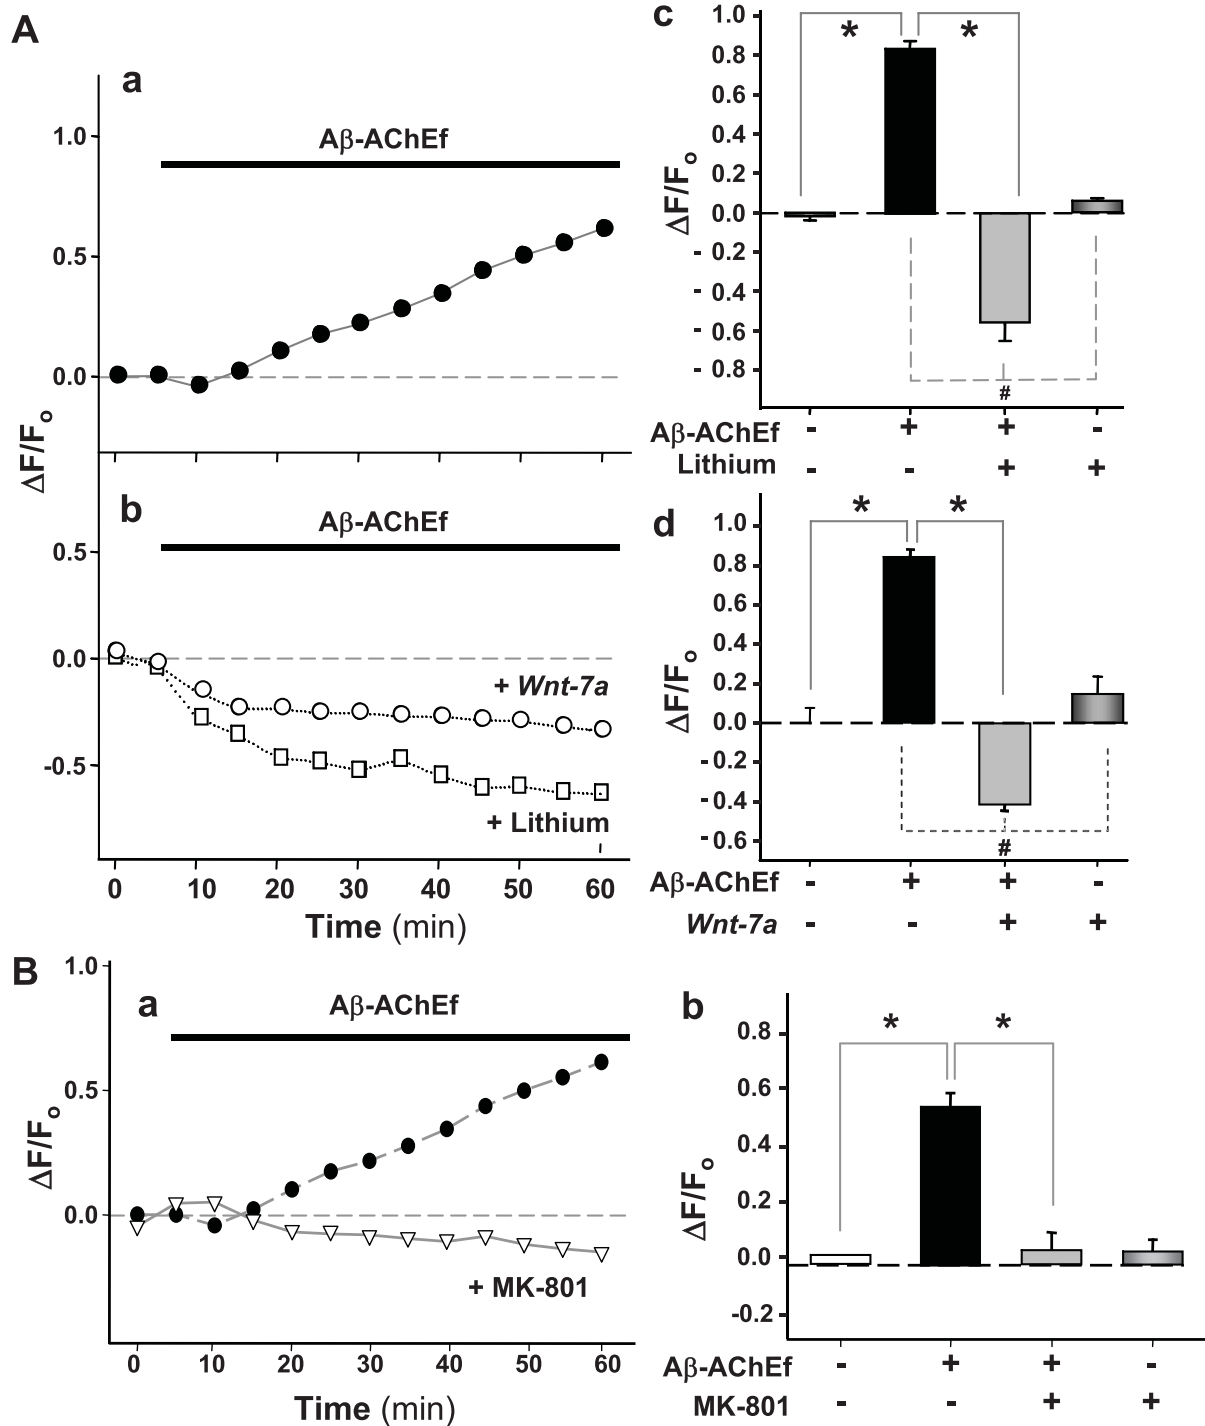 A
a
Aβ-AChEf
1.0
0.5
0.0
ΔF/Fo
b
Aβ-AChEf
0.5
0.0
-0.5
+ Wnt-7a
+ Lithium
0 10 20 30 40 50 60
Time (min)
c
1.0
0.8
0.6
0.4
0.2
0.0
- 0.2
- 0.4
- 0.6
- 0.8
ΔF/Fo
* *
#
Aβ-AChEf - + + -
Lithium - - + +
d
1.0
0.8
0.6
0.4
0.2
0.0
- 0.2
- 0.4
- 0.6
ΔF/Fo
* *
#
Aβ-AChEf - + + -
Wnt-7a - - + +
B
a
Aβ-AChEf
1.0
0.5
0.0
ΔF/Fo
+ MK-801
0 10 20 30 40 50 60
Time (min)
b
0.8
0.6
0.4
0.2
0.0
-0.2
ΔF/Fo
* *
Aβ-AChEf - + + -
MK-801 - - + +